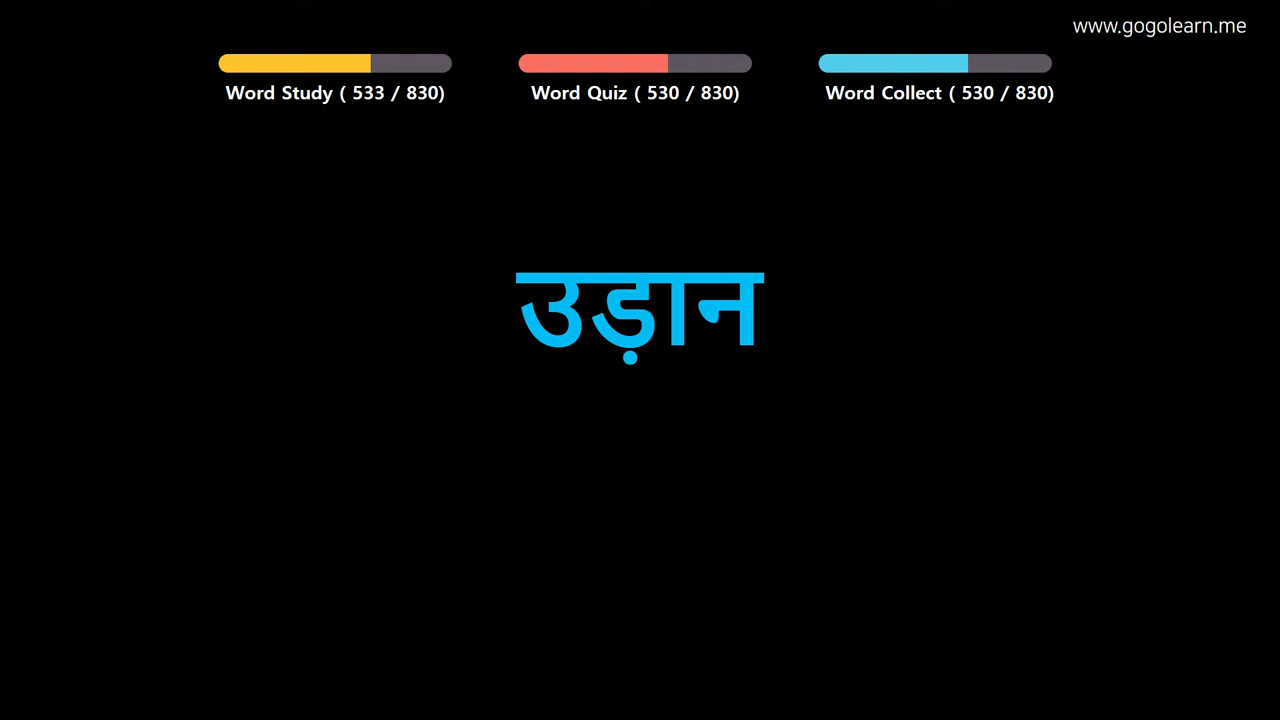 www.gogolearn.me
Word Study ( 533 / 830)
Word Quiz ( 530 / 830)
Word Collect ( 530 / 830)
उड़ान